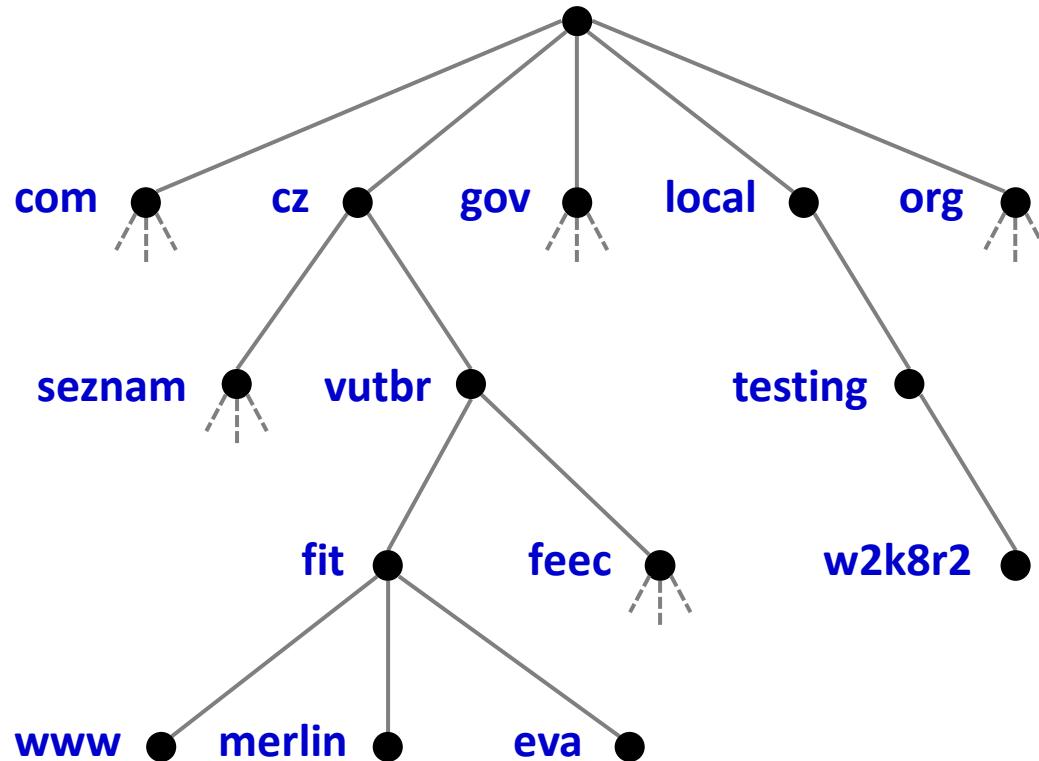 com cz gov local org
seznam vutbr testing
fit feec w2k8r2
www merlin eva